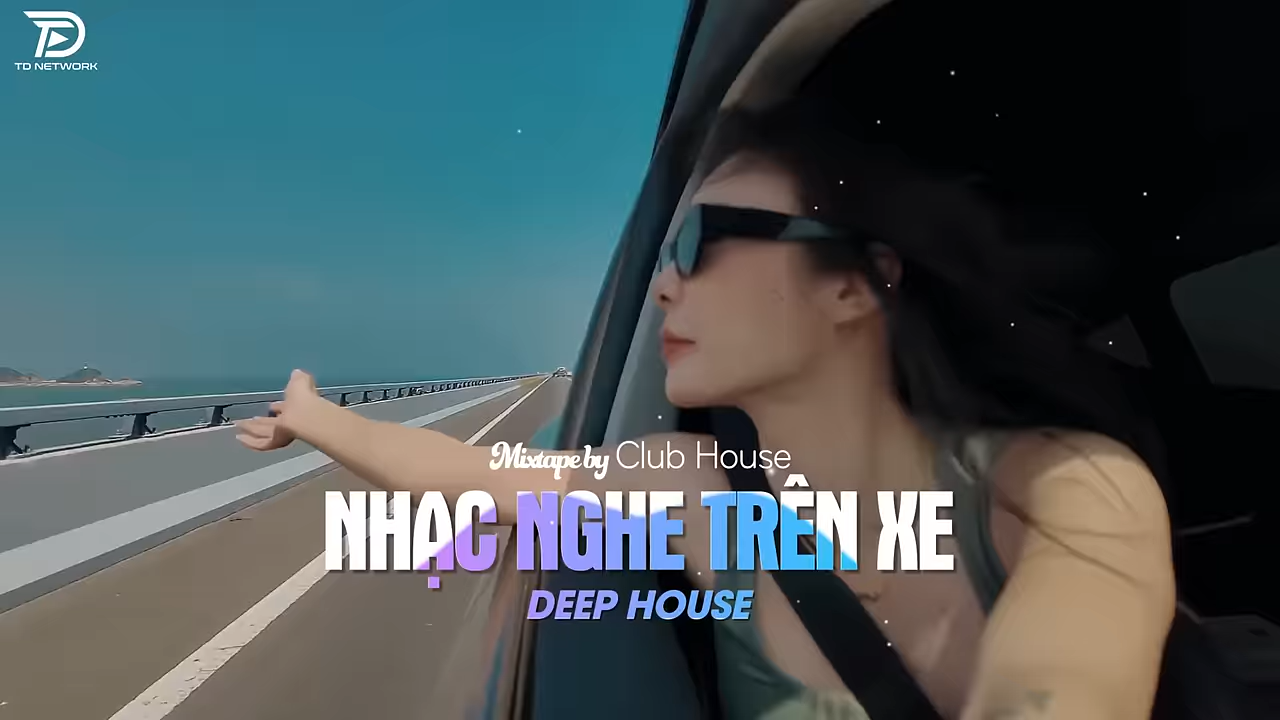 TD NETWORK
Mixtape by Club House
NHẠC NGHE TRÊN XE
DEEP HOUSE